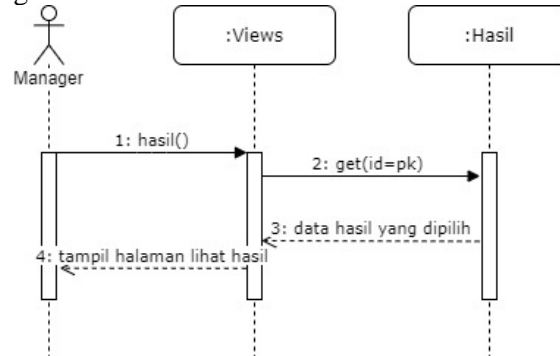 :Views
:Hasil
Manager
1: hasil()
2: get(id=pk)
3: data hasil yang dipilih
4: tampil halaman lihat hasil